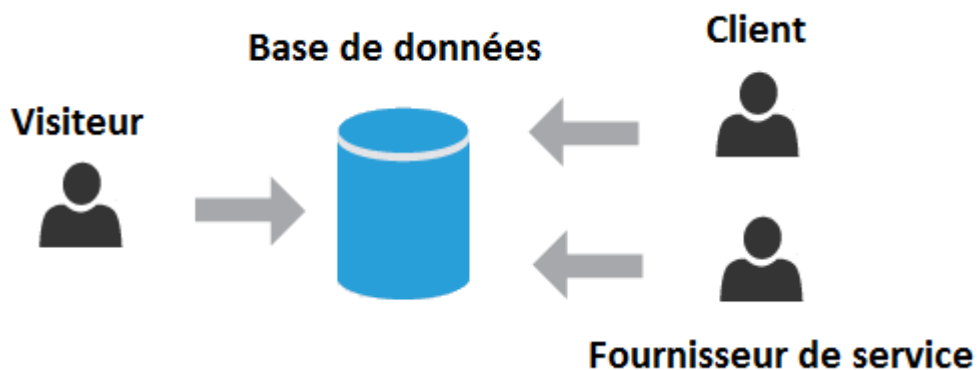 Client
Base de données
Visiteur
Fournisseur de service